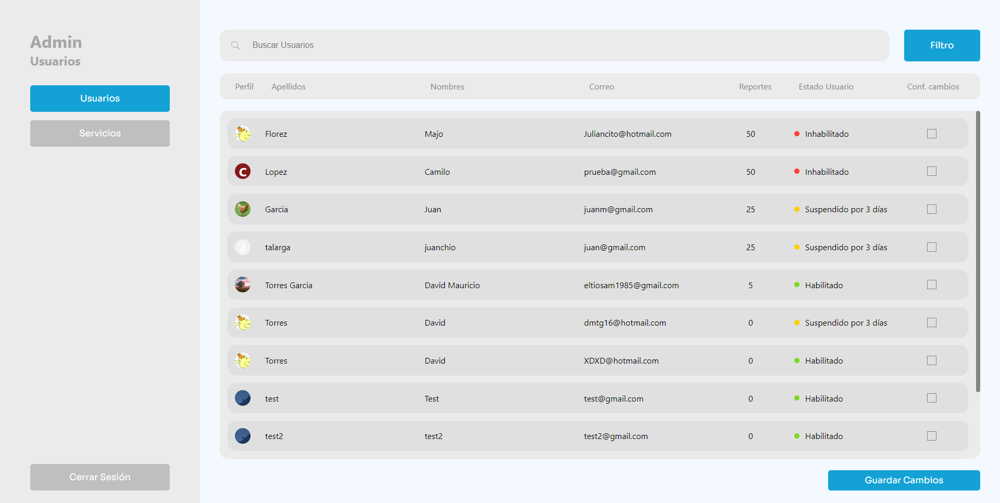 Admin
Usuarios
Usuarios
Servicios
Cerrar Sesión
Buscar Usuarios
Filtro
Perfil Apellidos Nombres Correo Reportes Estado Usuario Conf. cambios
Florez Majo Juliancito@hotmail.com 50 Inhabilitado
C Lopez Camilo prueba@gmail.com 50 Inhabilitado
Garcia Juan juanm@gmail.com 25 Suspendido por 3 días
J talarga juanchio juan@gmail.com 25 Suspendido por 3 días
Torres Garcia David Mauricio eltiosam1985@gmail.com 5 Habilitado
Torres David dmtg16@hotmail.com 0 Suspendido por 3 días
Torres David XDXD@hotmail.com 0 Habilitado
test Test test@gmail.com 0 Habilitado
test2 test2 test2@gmail.com 0 Habilitado
Guardar Cambios